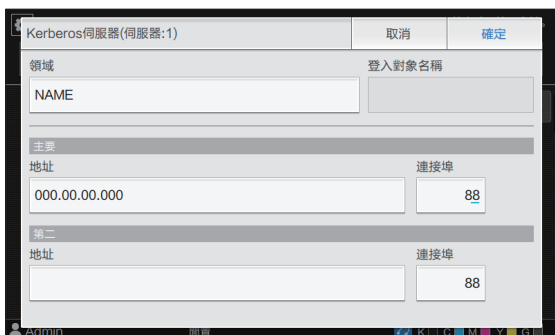 Kerberos伺服器(伺服器:1) 取消 確定
領域 登入對象名稱
NAME
主要
地址 連接埠
000.00.00.000 88
第二
地址 連接埠
88
Admin K C M Y G